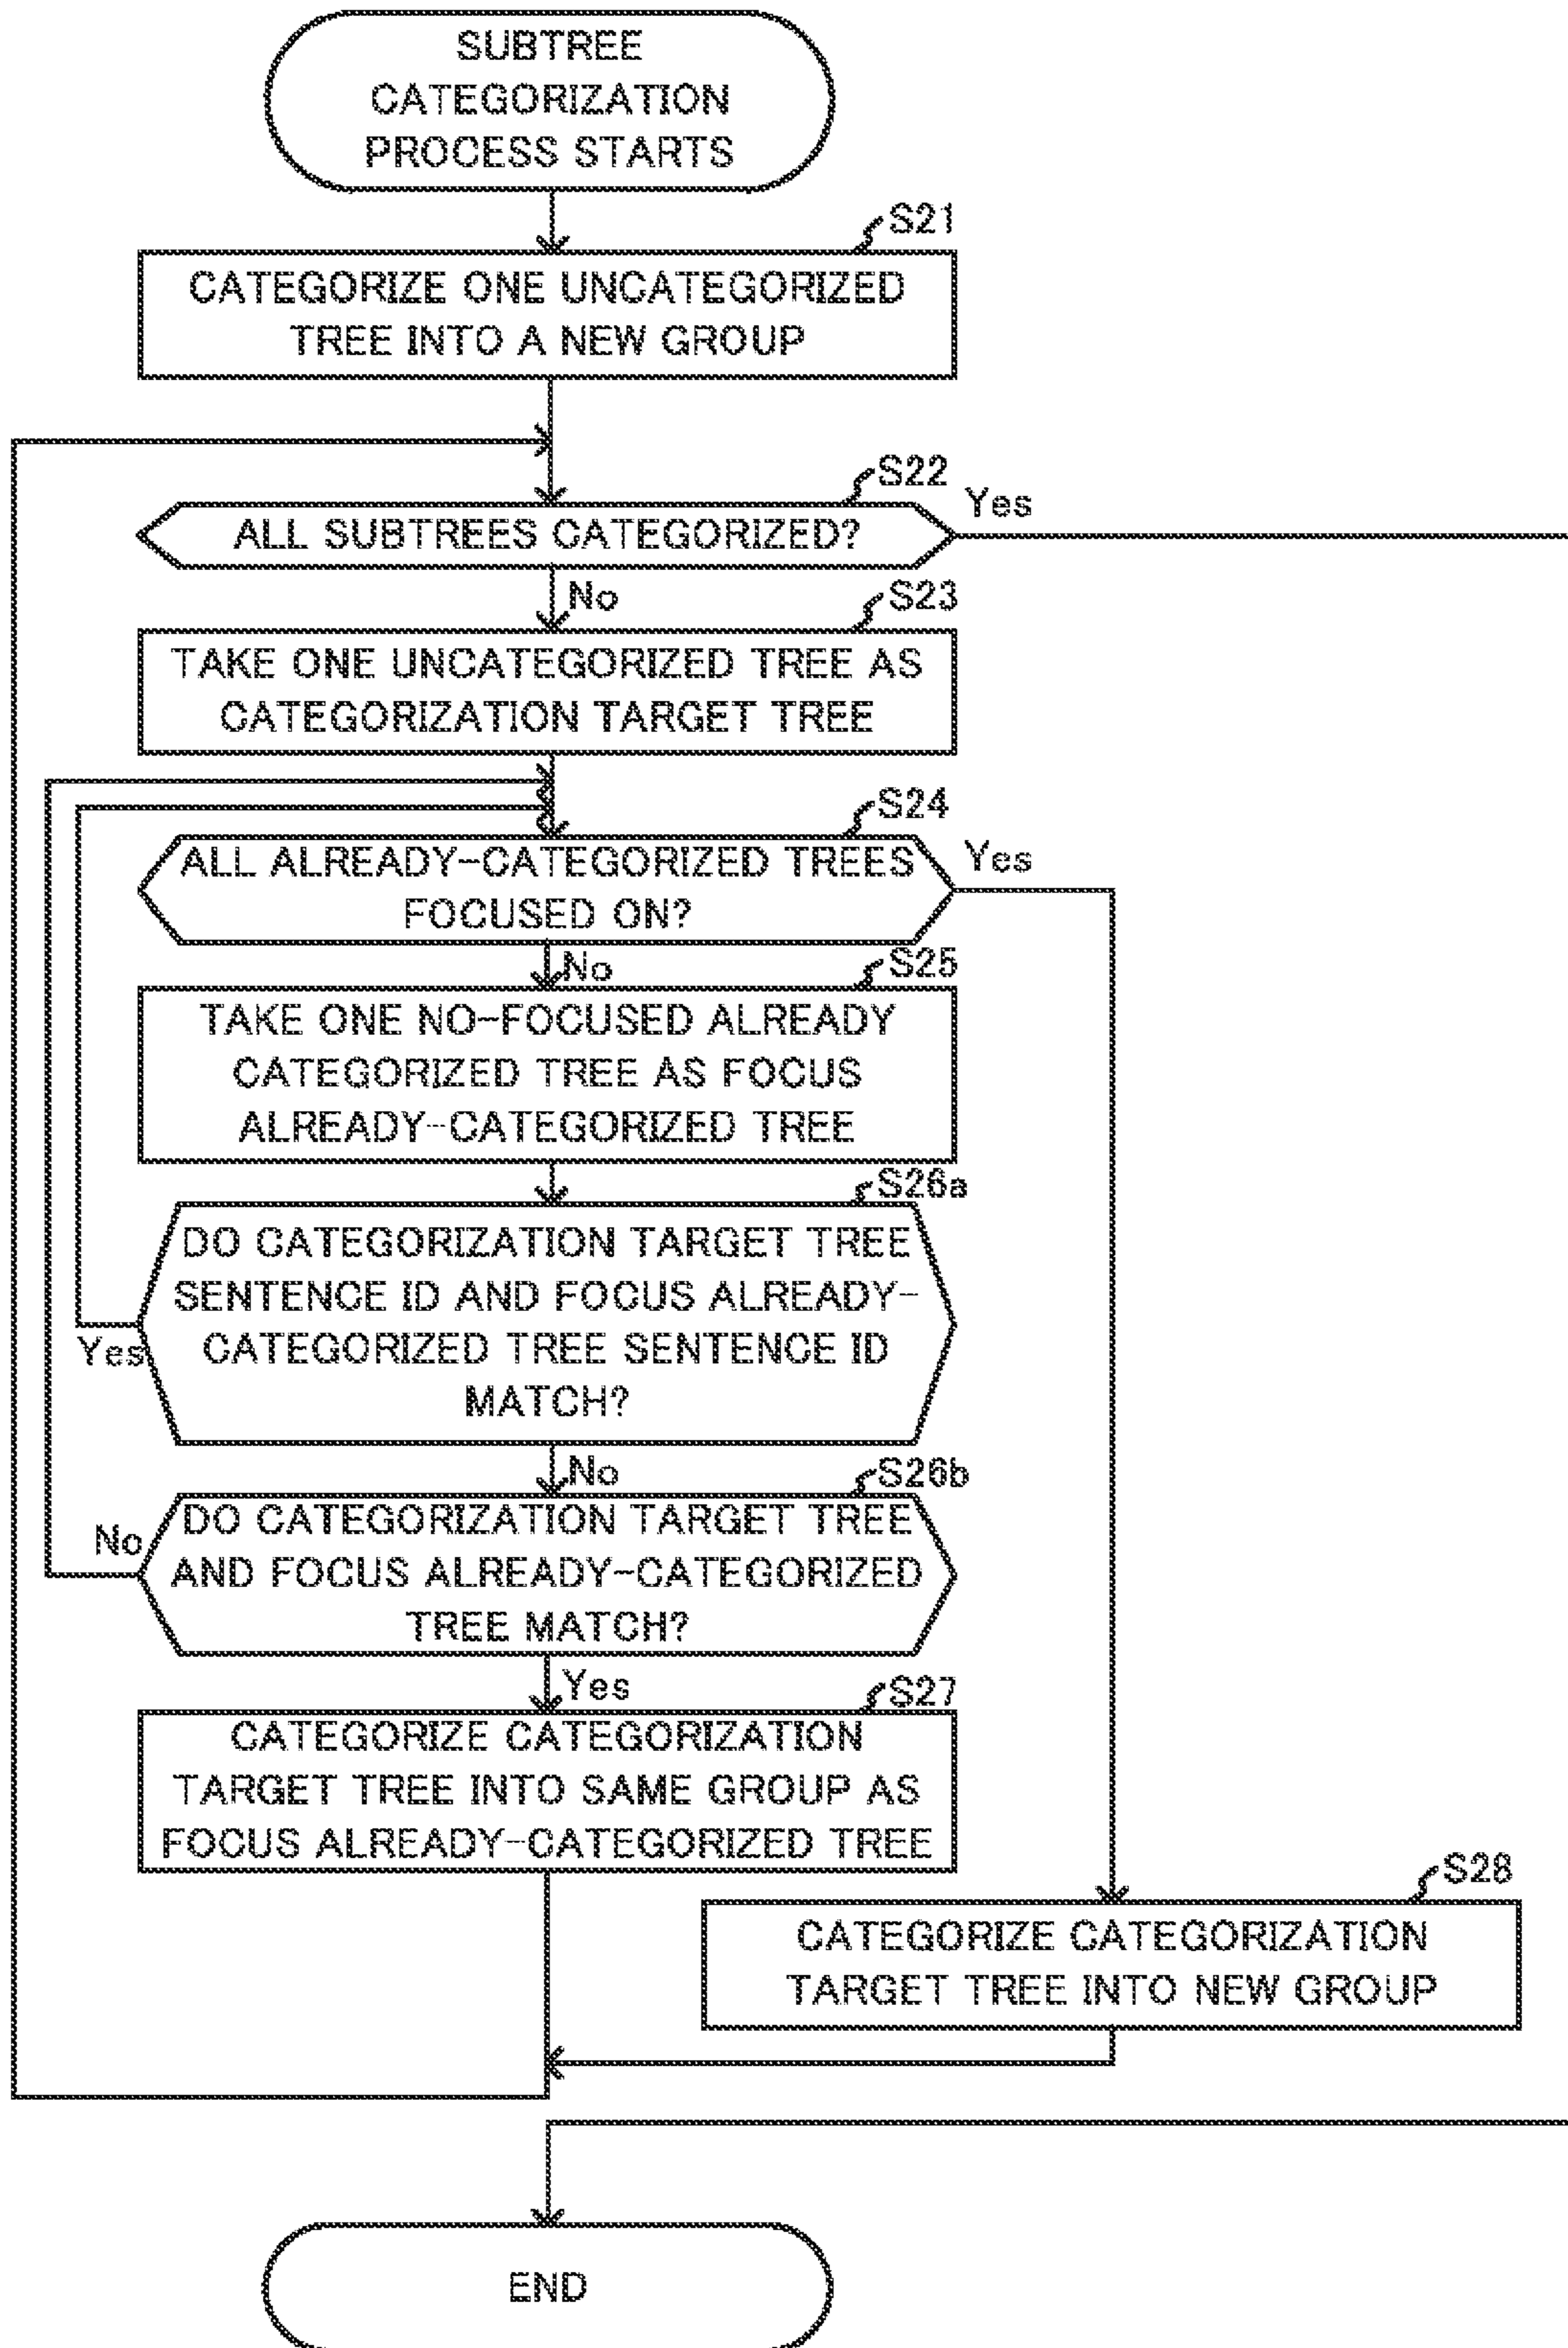 SUBTREE
CATEGORIZATION
PROCESS STARTS
S21
CATEGORIZE ONE UNCATEGORIZED
TREE INTO A NEW GROUP
S22
ALL SUBTREES CATEGORIZED?
Yes
No
S23
TAKE ONE UNCATEGORIZED TREE AS
CATEGORIZATION TARGET TREE
S24
ALL ALREADY-CATEGORIZED TREES
FOCUSED ON?
Yes
No
S25
TAKE ONE NO-FOCUSED ALREADY
CATEGORIZED TREE AS FOCUS
ALREADY-CATEGORIZED TREE
S26a
DO CATEGORIZATION TARGET TREE
SENTENCE ID AND FOCUS ALREADY-
CATEGORIZED TREE SENTENCE ID
MATCH?
Yes
No
S26b
DO CATEGORIZATION TARGET TREE
AND FOCUS ALREADY-CATEGORIZED
TREE MATCH?
No
Yes
S27
CATEGORIZE CATEGORIZATION
TARGET TREE INTO SAME GROUP AS
FOCUS ALREADY-CATEGORIZED TREE
S28
CATEGORIZE CATEGORIZATION
TARGET TREE INTO NEW GROUP
END